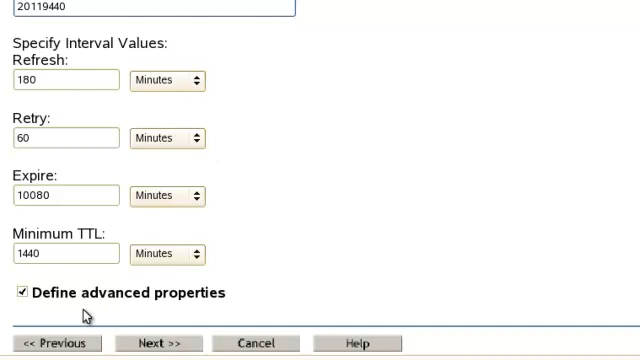 20119440
Specify Interval Values:
Refresh:
180 Minutes
Retry:
60 Minutes
Expire:
10080 Minutes
Minimum TTL:
1440 Minutes
Define advanced properties
<< Previous Next >> Cancel Help